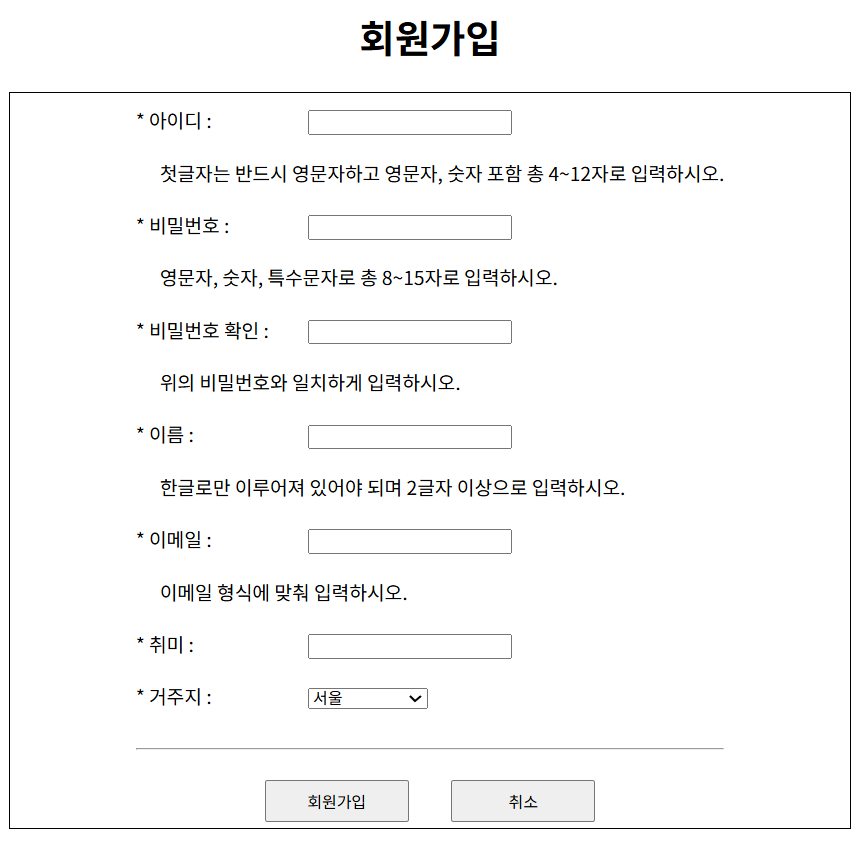 회원가입
* 아이디 :
첫글자는 반드시 영문자하고 영문자, 숫자 포함 총 4~12자로 입력하시오.
* 비밀번호 :
영문자, 숫자, 특수문자로 총 8~15자로 입력하시오.
* 비밀번호 확인 :
위의 비밀번호와 일치하게 입력하시오.
* 이름 :
한글로만 이루어져 있어야 되며 2글자 이상으로 입력하시오.
* 이메일 :
이메일 형식에 맞춰 입력하시오.
* 취미 :
* 거주지 : 서울
회원가입 취소